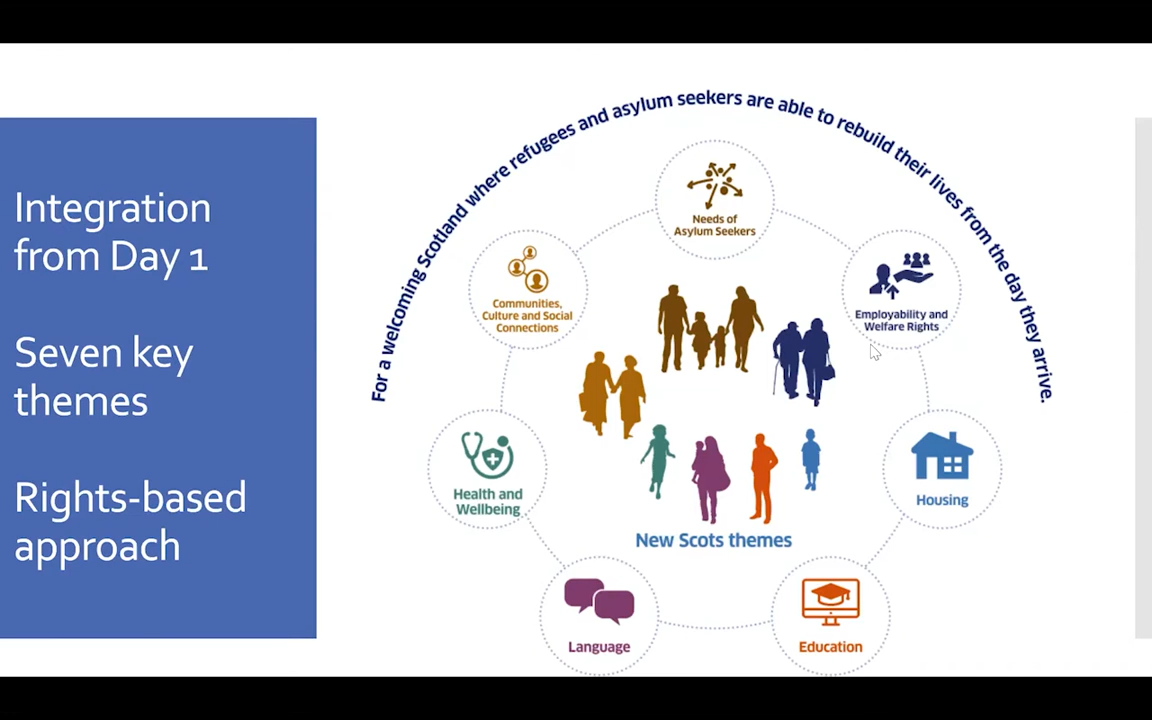 Integration
from Day 1
Seven key
themes
Rights-based
approach
For a welcoming Scotland where refugees and asylum seekers are able to rebuild their lives from the day they arrive.
Needs of
Asylum Seekers
Communities,
Culture and Social
Connections
Employability and
Welfare Rights
Health and
Wellbeing
Housing
New Scots themes
Language
Education